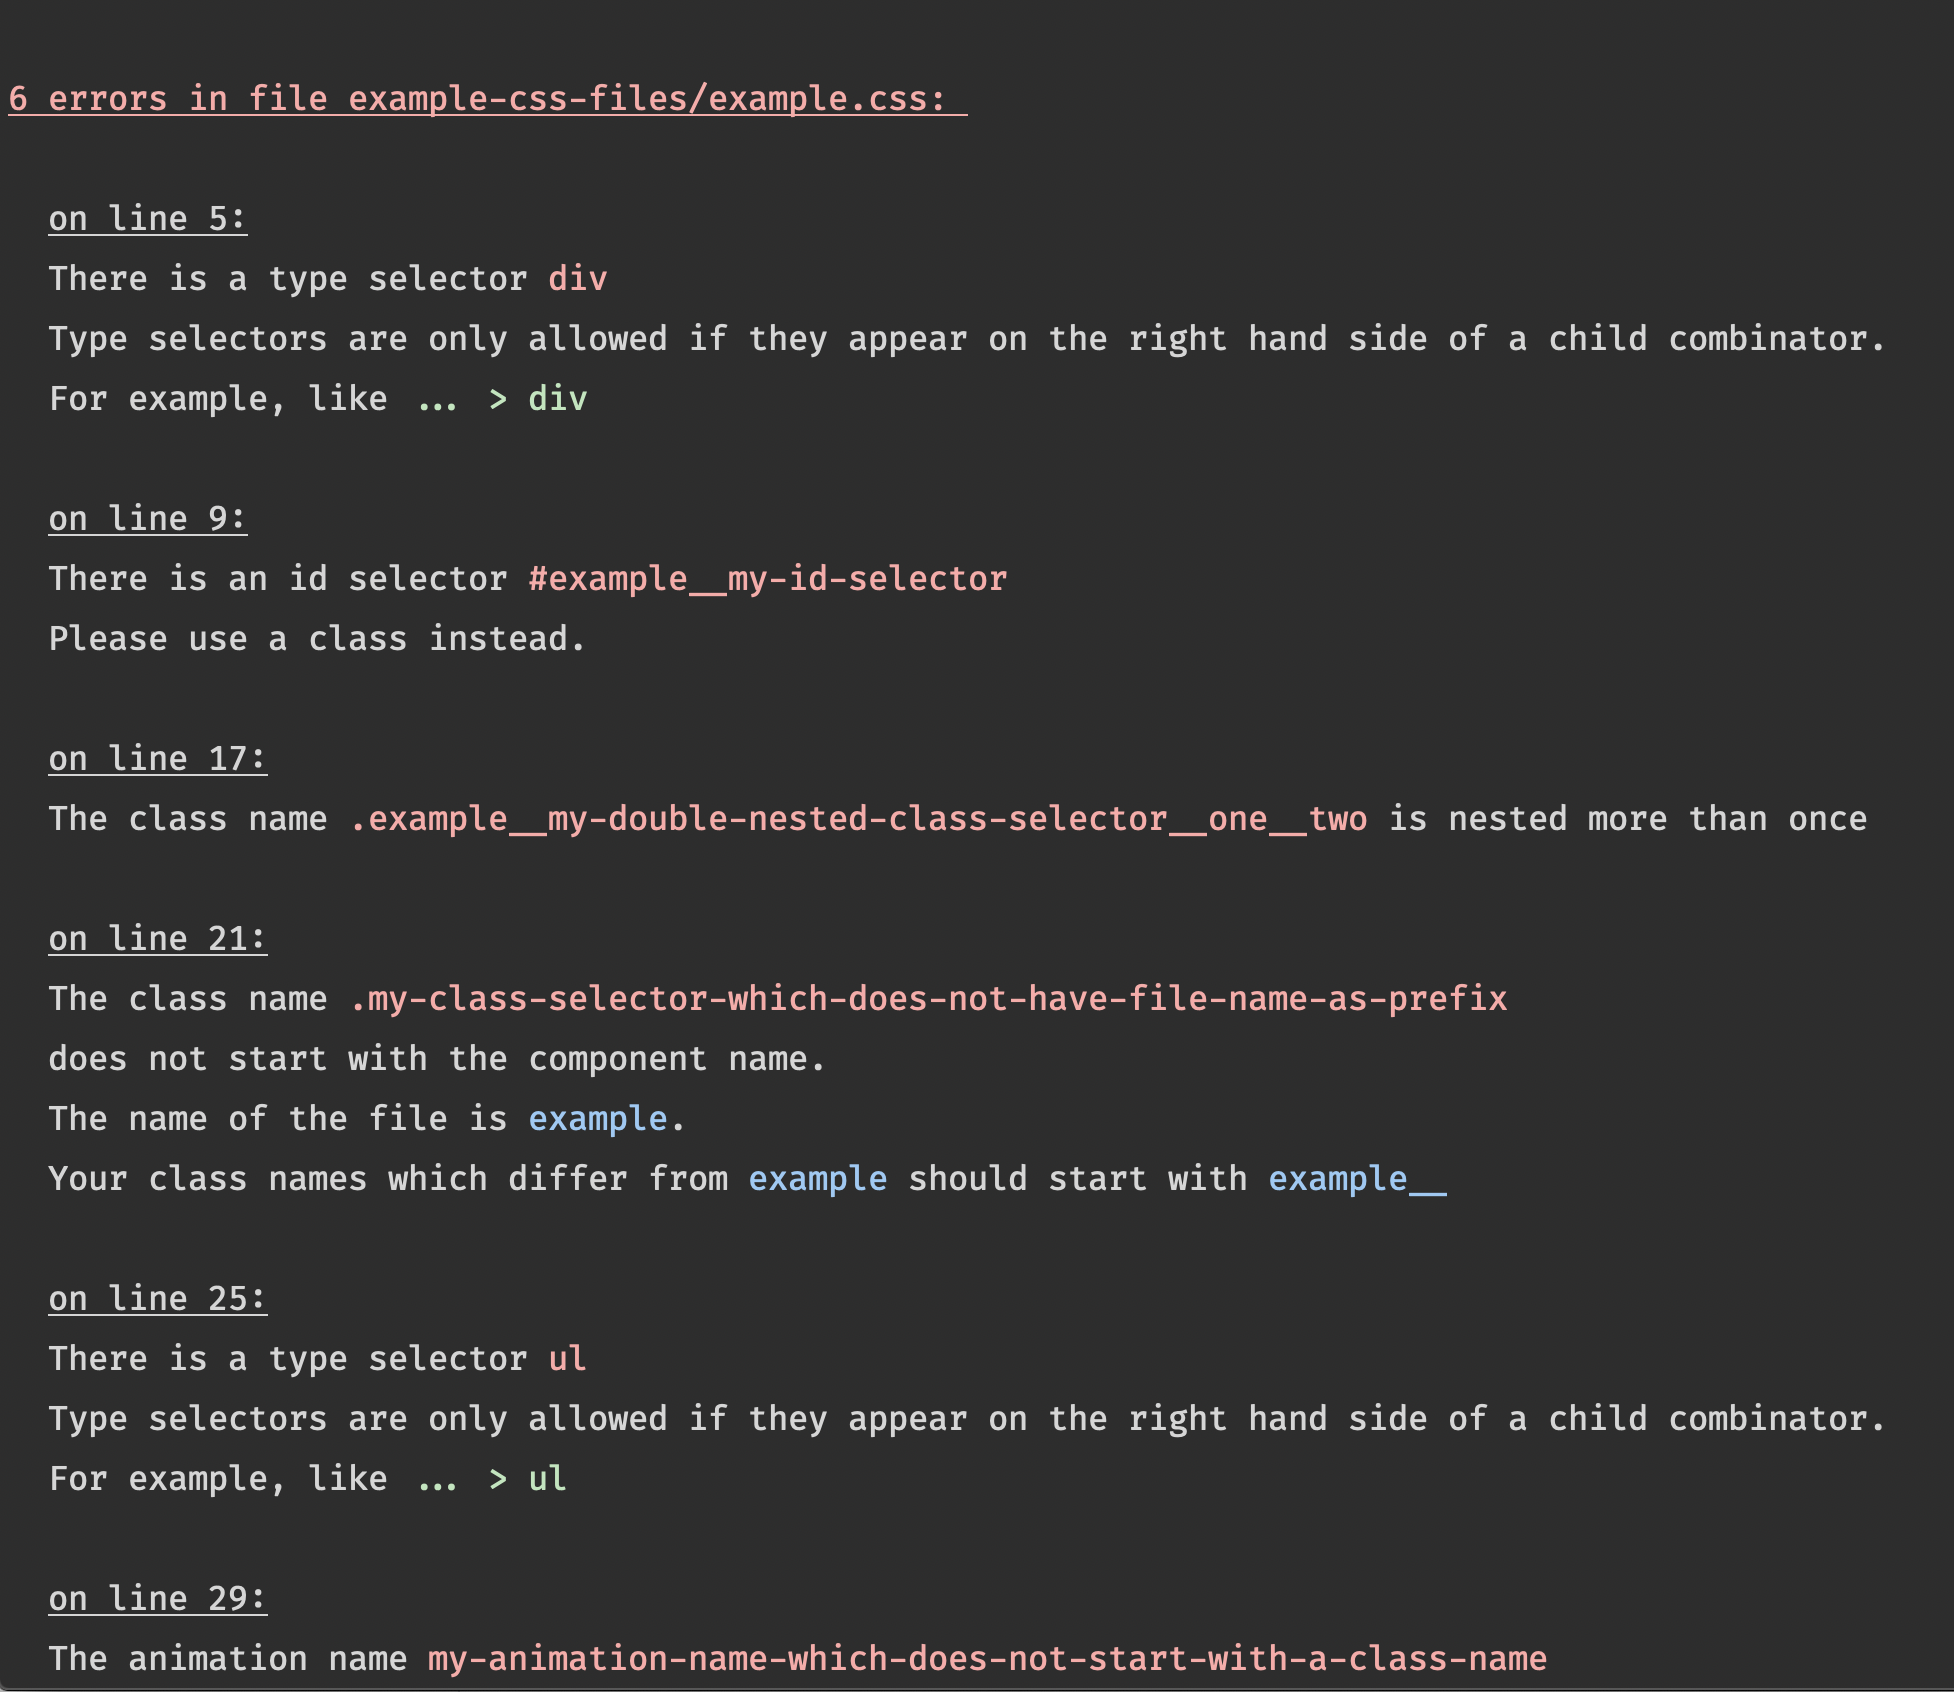 6 errors in file example-css-files/example.css:
on line 5:
There is a type selector div
Type selectors are only allowed if they appear on the right hand side of a child combinator.
For example, like ... > div
on line 9:
There is an id selector #example__my-id-selector
Please use a class instead.
on line 17:
The class name .example__my-double-nested-class-selector__one__two is nested more than once
on line 21:
The class name .my-class-selector-which-does-not-have-file-name-as-prefix
does not start with the component name.
The name of the file is example.
Your class names which differ from example should start with example__
on line 25:
There is a type selector ul
Type selectors are only allowed if they appear on the right hand side of a child combinator.
For example, like ... > ul
on line 29:
The animation name my-animation-name-which-does-not-start-with-a-class-name